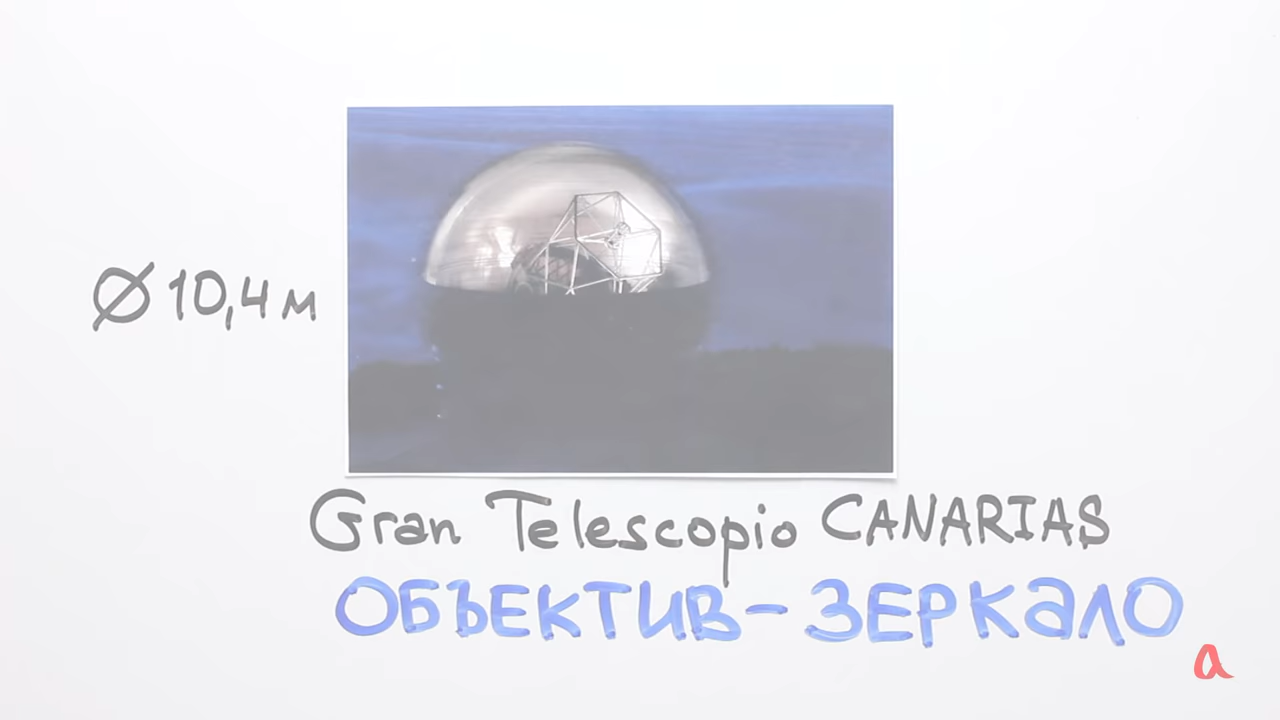 Ø 10,4 м
Gran Telescopio CANARIAS
ОБЪЕКТИВ - ЗЕРКАЛО
a